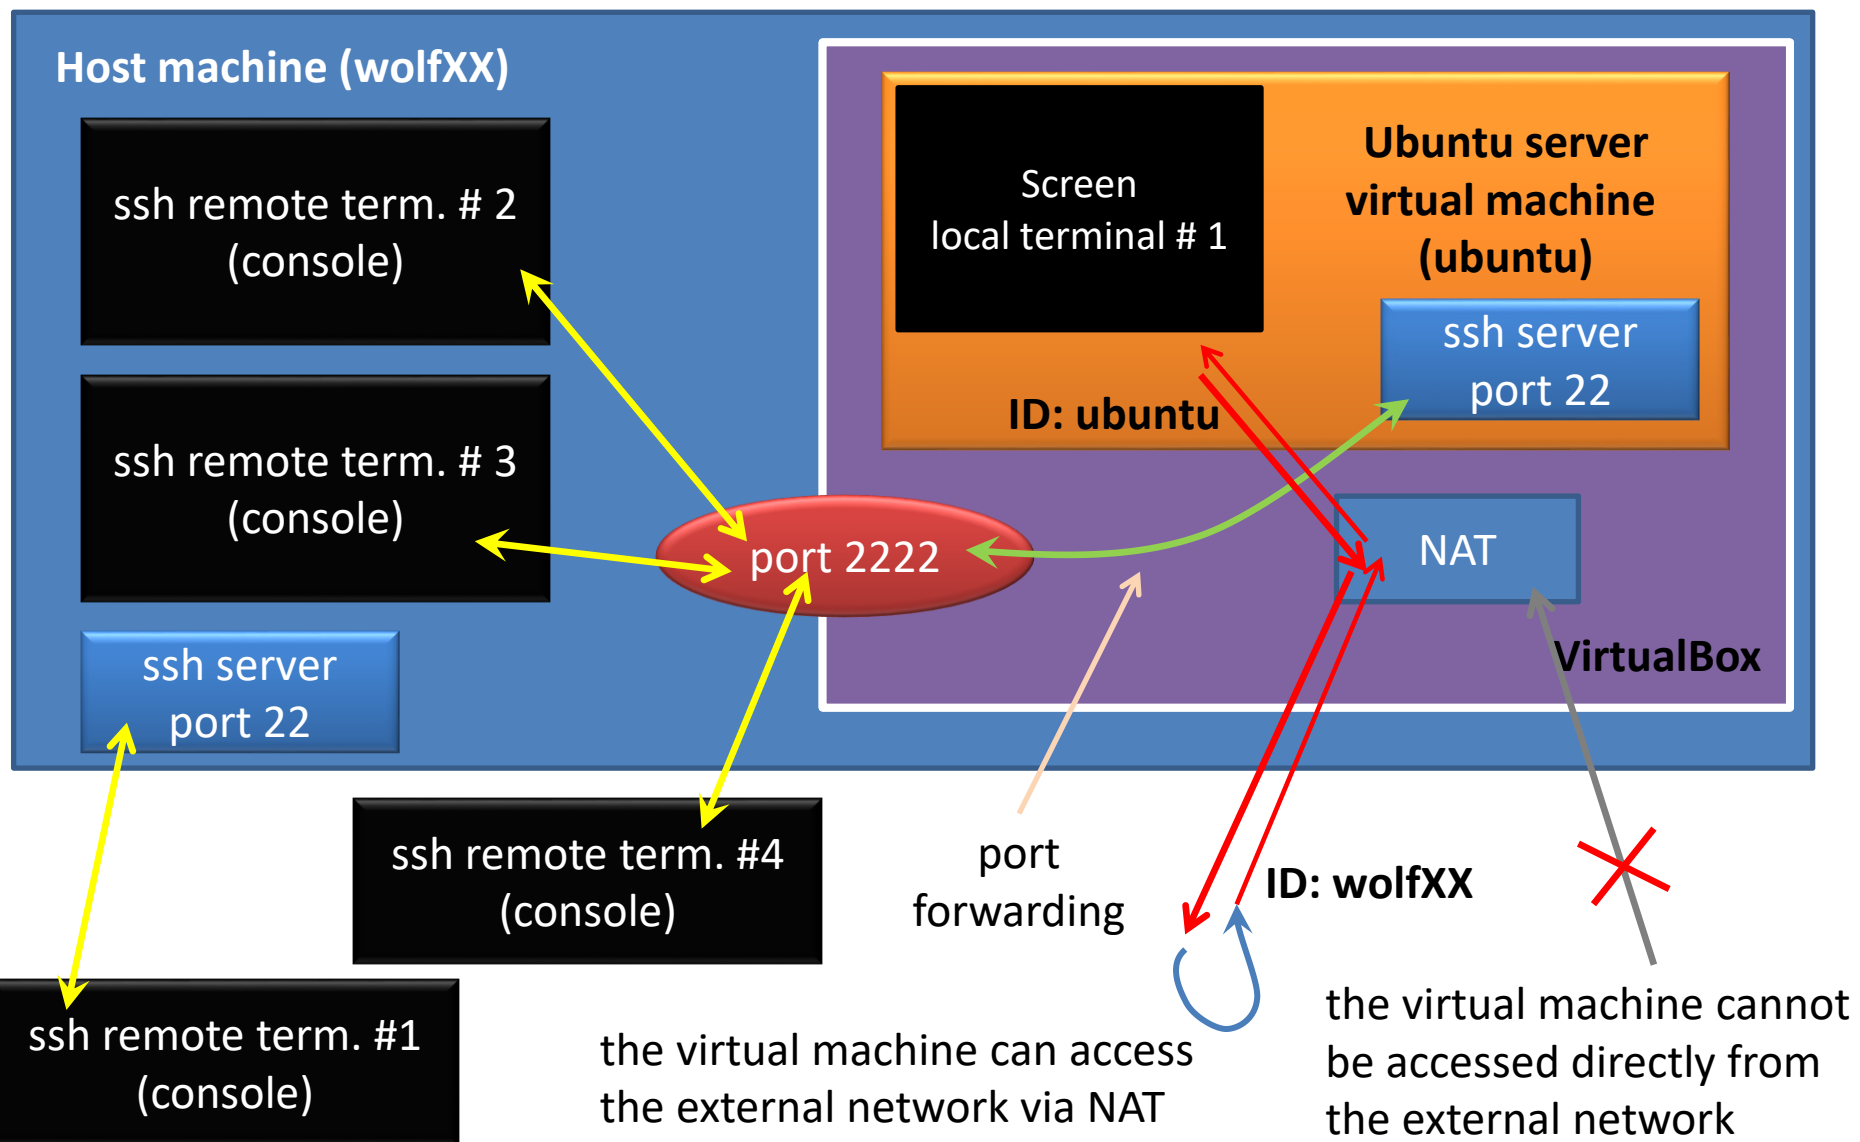 Host machine (wolfXX)
ssh remote term. # 2
(console)
ssh remote term. # 3
(console)
ssh server
port 22
Screen
local terminal # 1
Ubuntu server
virtual machine
(ubuntu)
ssh server
port 22
ID: ubuntu
port 2222
NAT
VirtualBox
ssh remote term. #4
(console)
port
forwarding
ID: wolfXX
ssh remote term. #1
(console)
the virtual machine can access
the external network via NAT
the virtual machine cannot
be accessed directly from
the external network